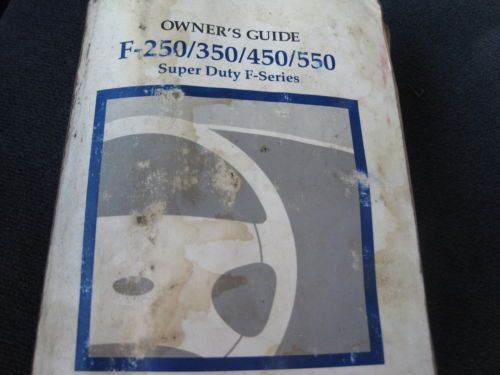 OWNER'S GUIDE
F-250/350/450/550
Super Duty F-Series